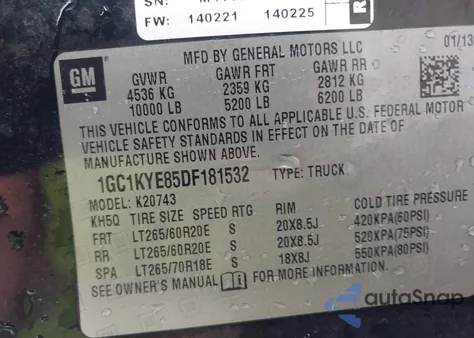 SN:
FW: 140221 140225
R
MFD BY GENERAL MOTORS LLC 01/13
GM
GVWR GAWR FRT GAWR RR
4536 KG 2359 KG 2812 KG
10000 LB 5200 LB 6200 LB
THIS VEHICLE CONFORMS TO ALL APPLICABLE U.S. FEDERAL MOTOR
VEHICLE SAFETY STANDARDS IN EFFECT ON THE DATE OF
MANUFACTURE SHOWN ABOVE.
1GC1KYE85DF181532 TYPE: TRUCK
MODEL: K20743
KH5Q TIRE SIZE SPEED RTG RIM COLD TIRE PRESSURE
FRT LT265/60R20E S 20X8.5J 420KPA(60PSI)
RR LT265/60R20E S 20X8.5J 520KPA(75PSI)
SPA LT265/70R18E S 18X8J 550KPA(80PSI)
SEE OWNER'S MANUAL FOR MORE INFORMATION
autoSnap